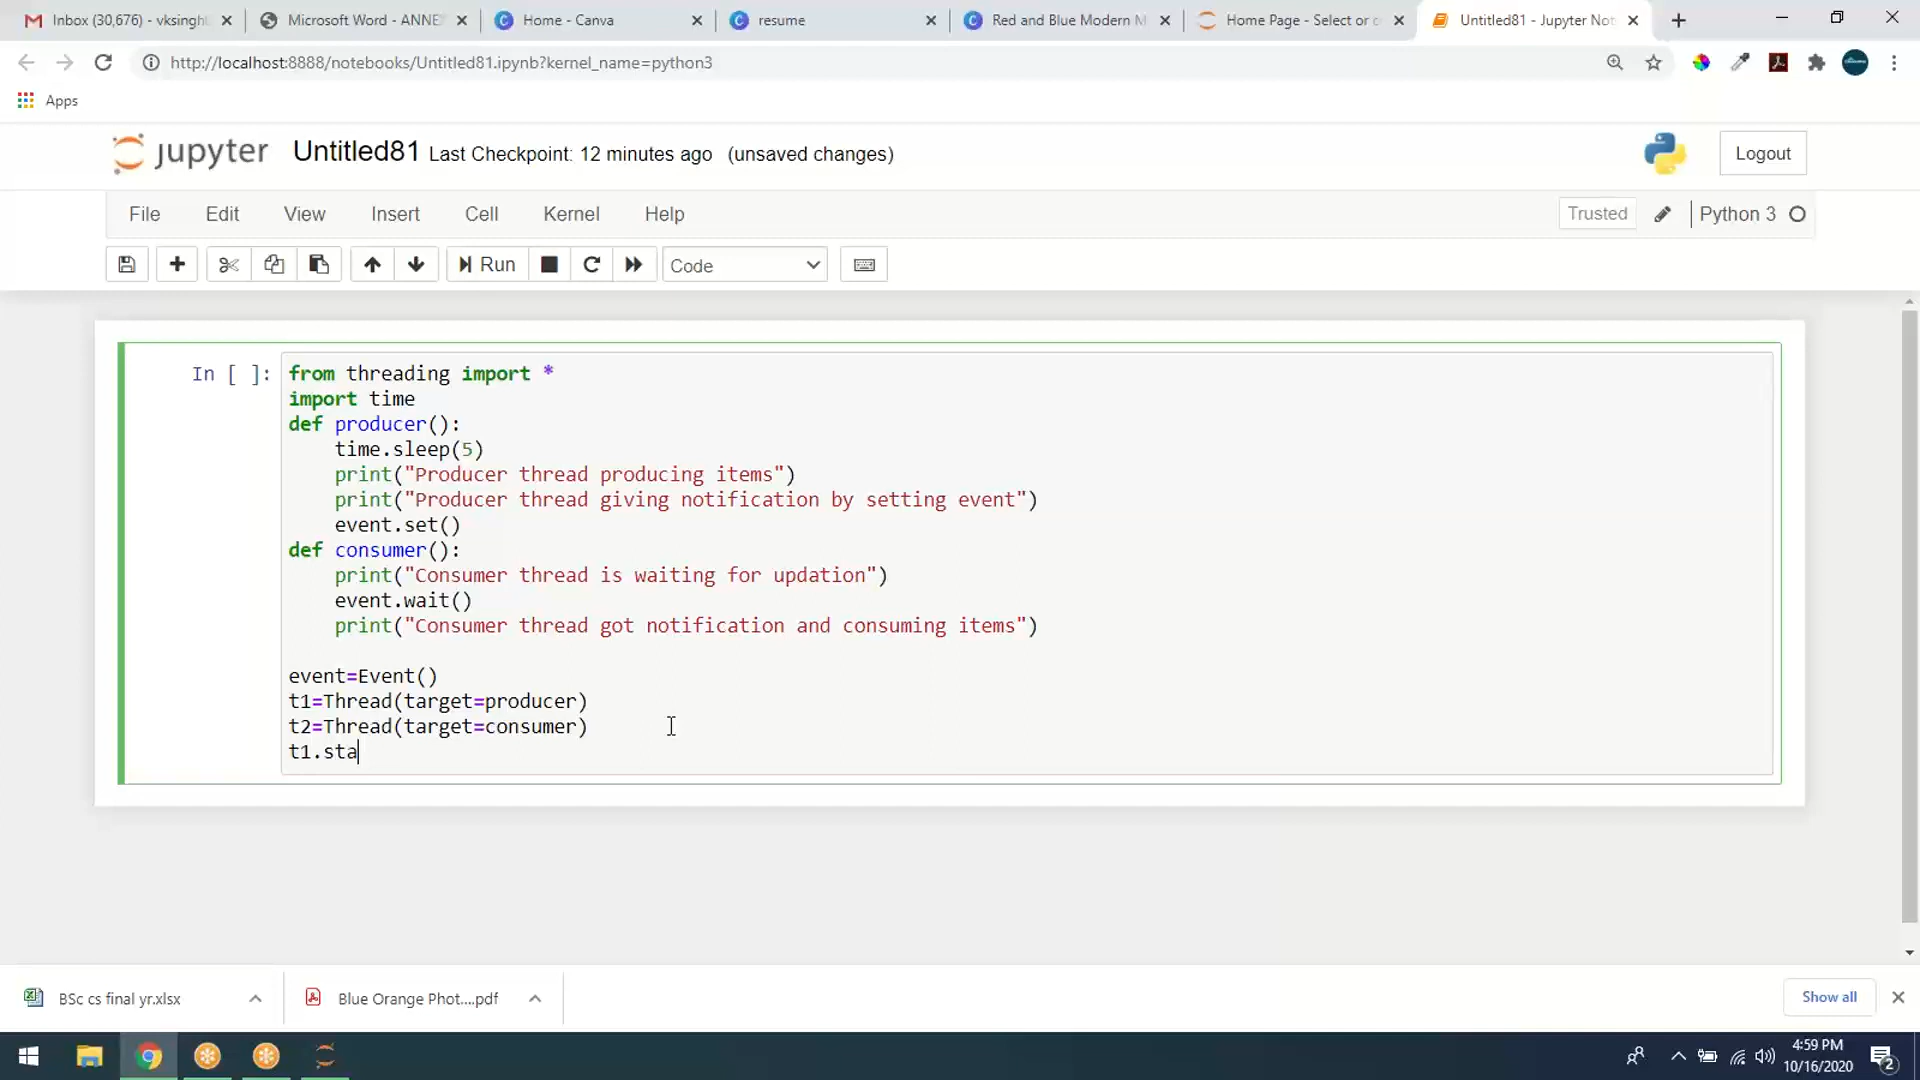 Inbox (30,676) - vksingh
Microsoft Word - ANNE
Home - Canva
resume
Red and Blue Modern M
Home Page - Select or c
Untitled81 - Jupyter Not
http://localhost:8888/notebooks/Untitled81.ipynb?kernel_name=python3
Apps
jupyter Untitled81 Last Checkpoint: 12 minutes ago (unsaved changes)
Logout
File Edit View Insert Cell Kernel Help
Trusted
Python 3
Run
Code
In [ ]:
from threading import *
import time
def producer():
    time.sleep(5)
    print("Producer thread producing items")
    print("Producer thread giving notification by setting event")
    event.set()
def consumer():
    print("Consumer thread is waiting for updation")
    event.wait()
    print("Consumer thread got notification and consuming items")
event=Event()
t1=Thread(target=producer)
t2=Thread(target=consumer)
t1.sta
BSc cs final yr.xlsx
Blue Orange Phot....pdf
Show all
4:59 PM
10/16/2020
2